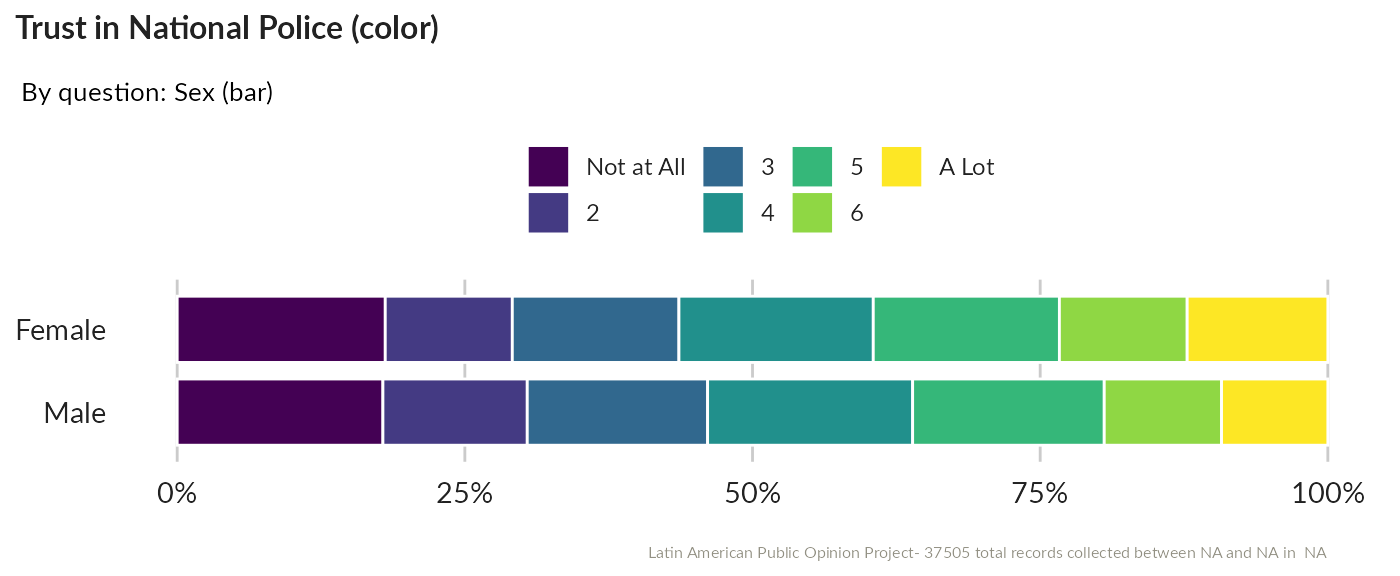 Trust in National Police (color)
By question: Sex (bar)
Not at All 3 5 A Lot
2 4 6
Female
Male
0% 25% 50% 75% 100%
Latin American Public Opinion Project- 37505 total records collected between NA and NA in  NA